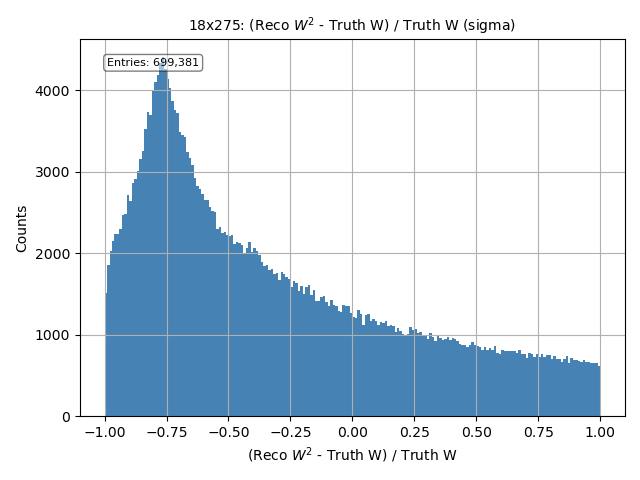 18x275: (Reco W² - Truth W) / Truth W (sigma)
Entries: 699,381
4000
3000
2000
1000
0
Counts
−1.00 −0.75 −0.50 −0.25 0.00 0.25 0.50 0.75 1.00
(Reco W² - Truth W) / Truth W